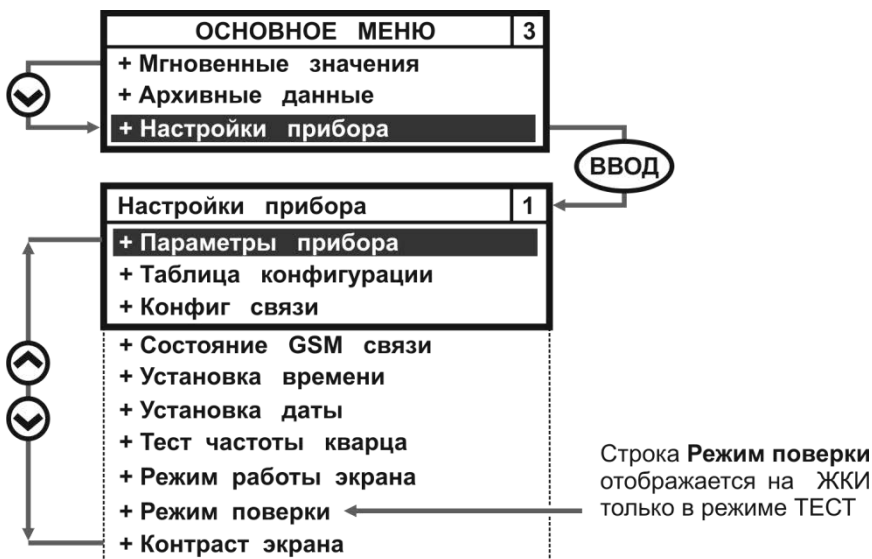 ОСНОВНОЕ МЕНЮ 3
+ Мгновенные значения
+ Архивные данные
+ Настройки прибора
ВВОД
Настройки прибора 1
+ Параметры прибора
+ Таблица конфигурации
+ Конфиг связи
+ Состояние GSM связи
+ Установка времени
+ Установка даты
+ Тест частоты кварца
+ Режим работы экрана
+ Режим поверки
+ Контраст экрана
Строка Режим поверки
отображается на ЖКИ
только в режиме ТЕСТ